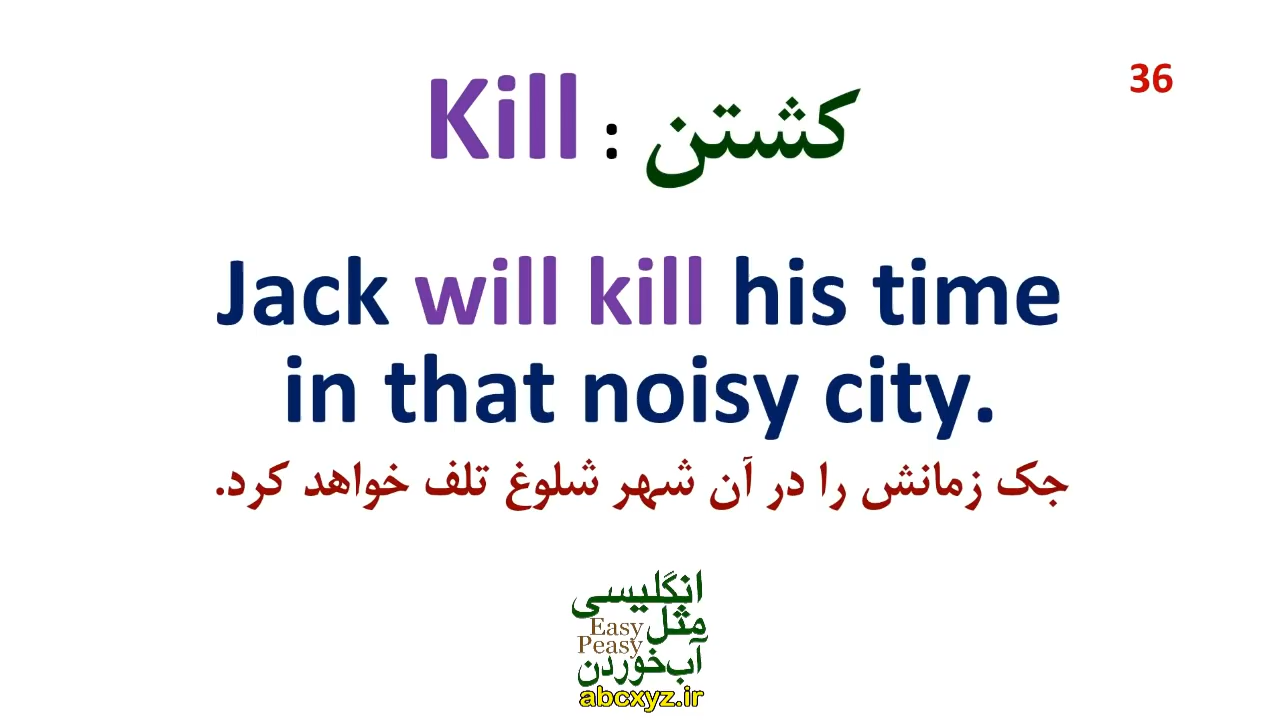 36
Kill : کشتن
Jack will kill his time
in that noisy city.
جک زمانش را در آن شهر شلوغ تلف خواهد کرد.
انگلیسی
مثل Easy
Peasy
آب‌خوردن
abcxyz.ir